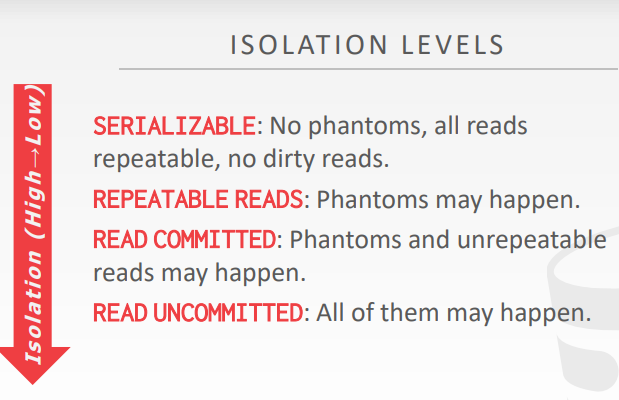 ISOLATION LEVELS
Isolation (High→Low)
SERIALIZABLE: No phantoms, all reads
repeatable, no dirty reads.
REPEATABLE READS: Phantoms may happen.
READ COMMITTED: Phantoms and unrepeatable
reads may happen.
READ UNCOMMITTED: All of them may happen.